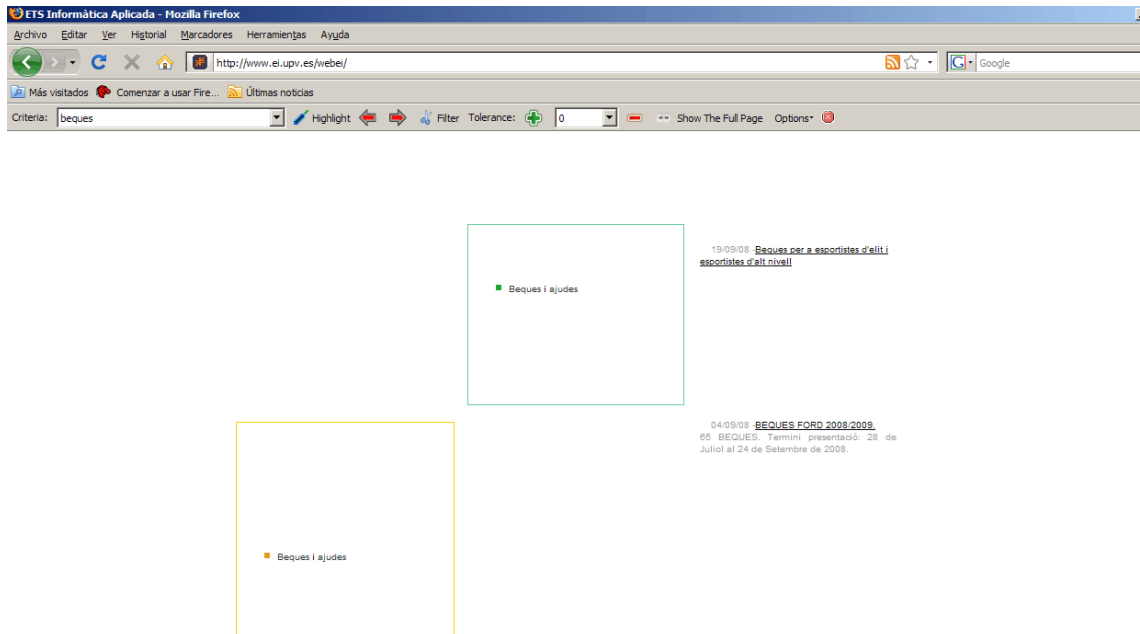 ETS Informàtica Aplicada - Mozilla Firefox
Archivo Editar Ver Historial Marcadores Herramientas Ayuda
http://www.ei.upv.es/webei/
G Google
Más visitados Comenzar a usar Fire... Últimas noticias
Criteria: beques Highlight Filter Tolerance: 0 Show The Full Page Options
19/09/08 -Beques per a esportistes d'elit i
esportistes d'alt nivell
Beques i ajudes
04/09/08 -BEQUES FORD 2008/2009.
65 BEQUES. Termini presentació: 28 de
Juliol al 24 de Setembre de 2008.
Beques i ajudes